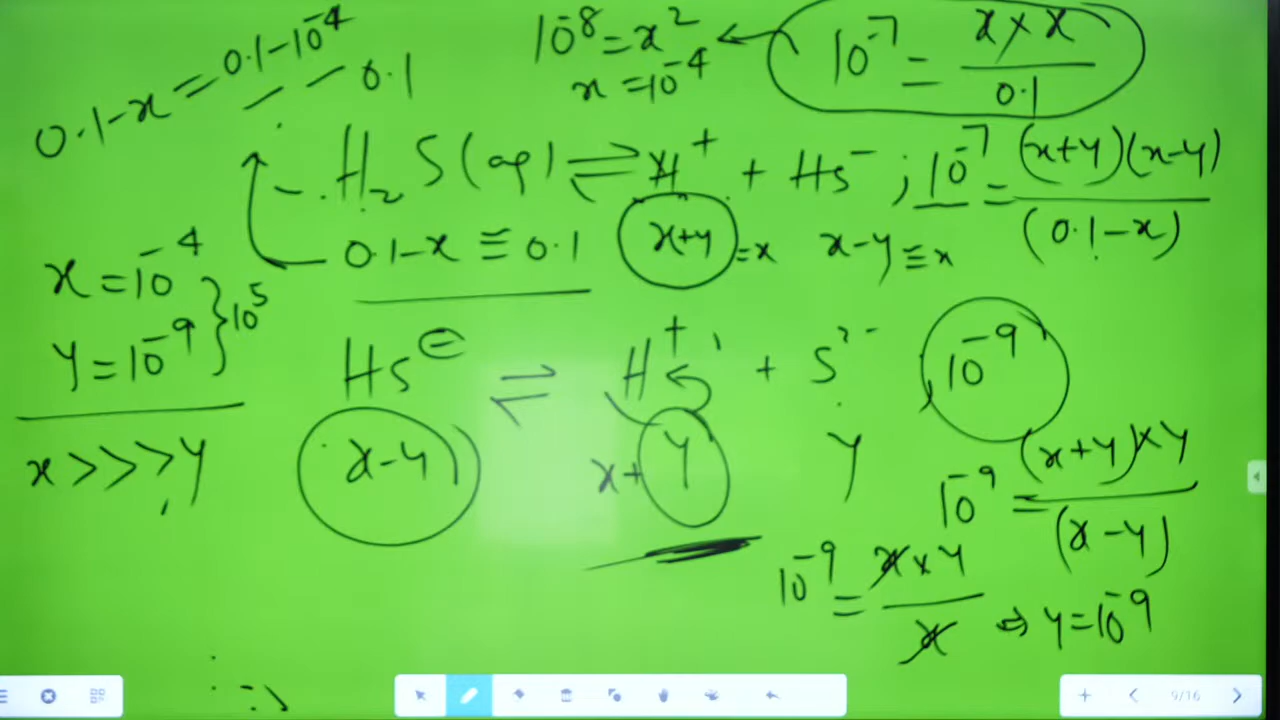 0.1-x = 0.1-10⁻⁴
0.1
10⁻⁸ = x²
x = 10⁻⁴
10⁻⁷ = x × x / 0.1
H₂S(aq) ⇌ H⁺ + HS⁻ ; 10⁻⁷ = (x+y)(x-y) / (0.1-x)
0.1-x ≡ 0.1 x+y = x x-y ≡ x
x = 10⁻⁴
y = 10⁻⁹ } 10⁵
x >>> y
HS⊖ ⇌ H⁺ + S²⁻ , 10⁻⁹
x-y x+y y
10⁻⁹ = (x+y)×y / (x-y)
10⁻⁹ = x × y / x ⇒ y = 10⁻⁹
9/16